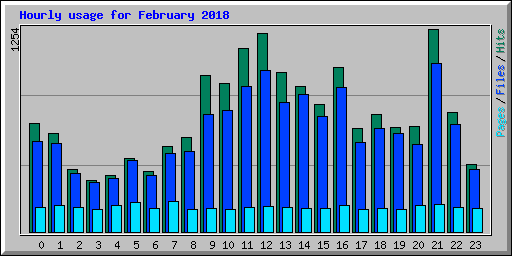 Hourly usage for February 2018
1254
Pages/Files/Hits
0 1 2 3 4 5 6 7 8 9 10 11 12 13 14 15 16 17 18 19 20 21 22 23